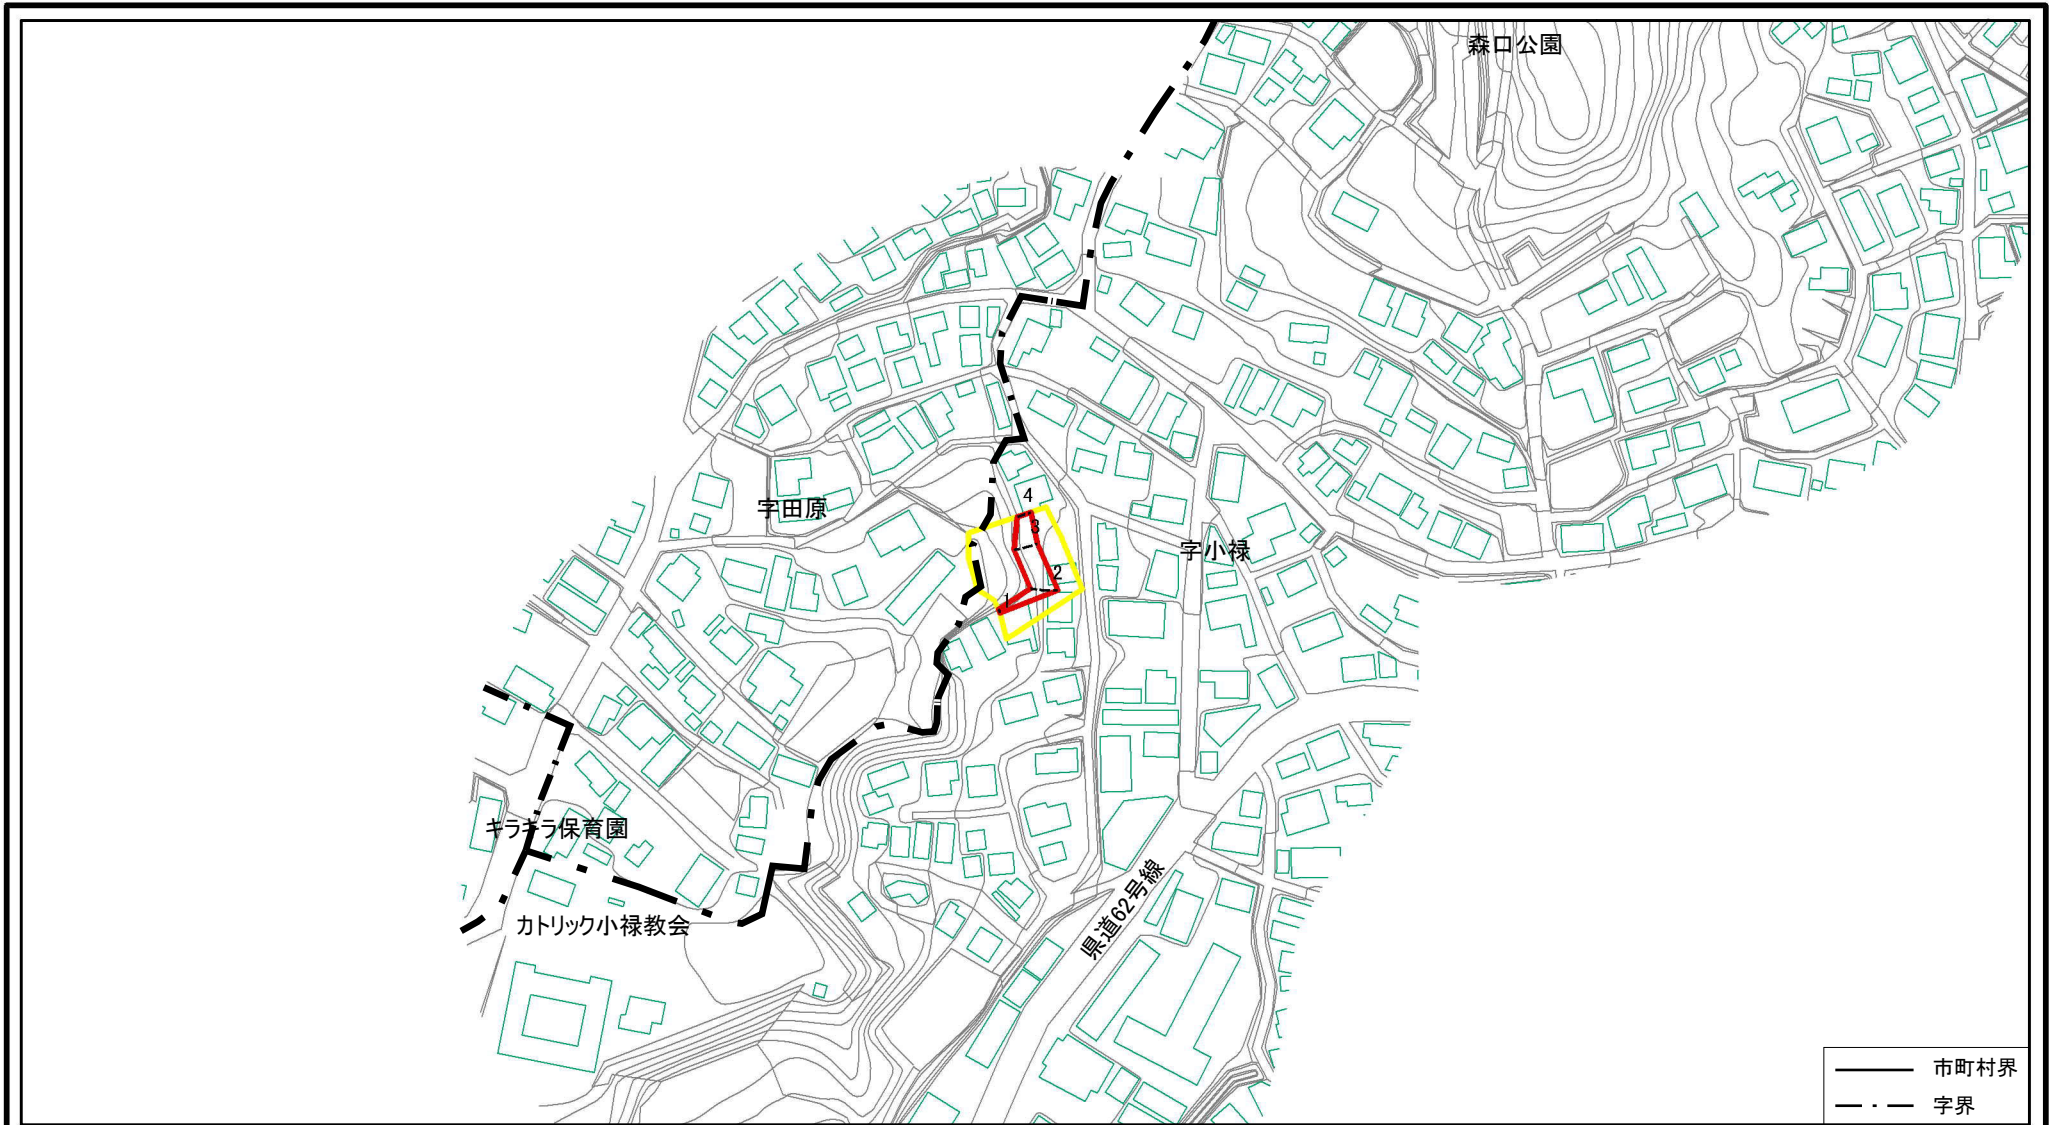 森口公園
字田原
4
3
字小禄
2
1
キラキラ保育園
県道62号線
カトリック小禄教会
市町村界
字界